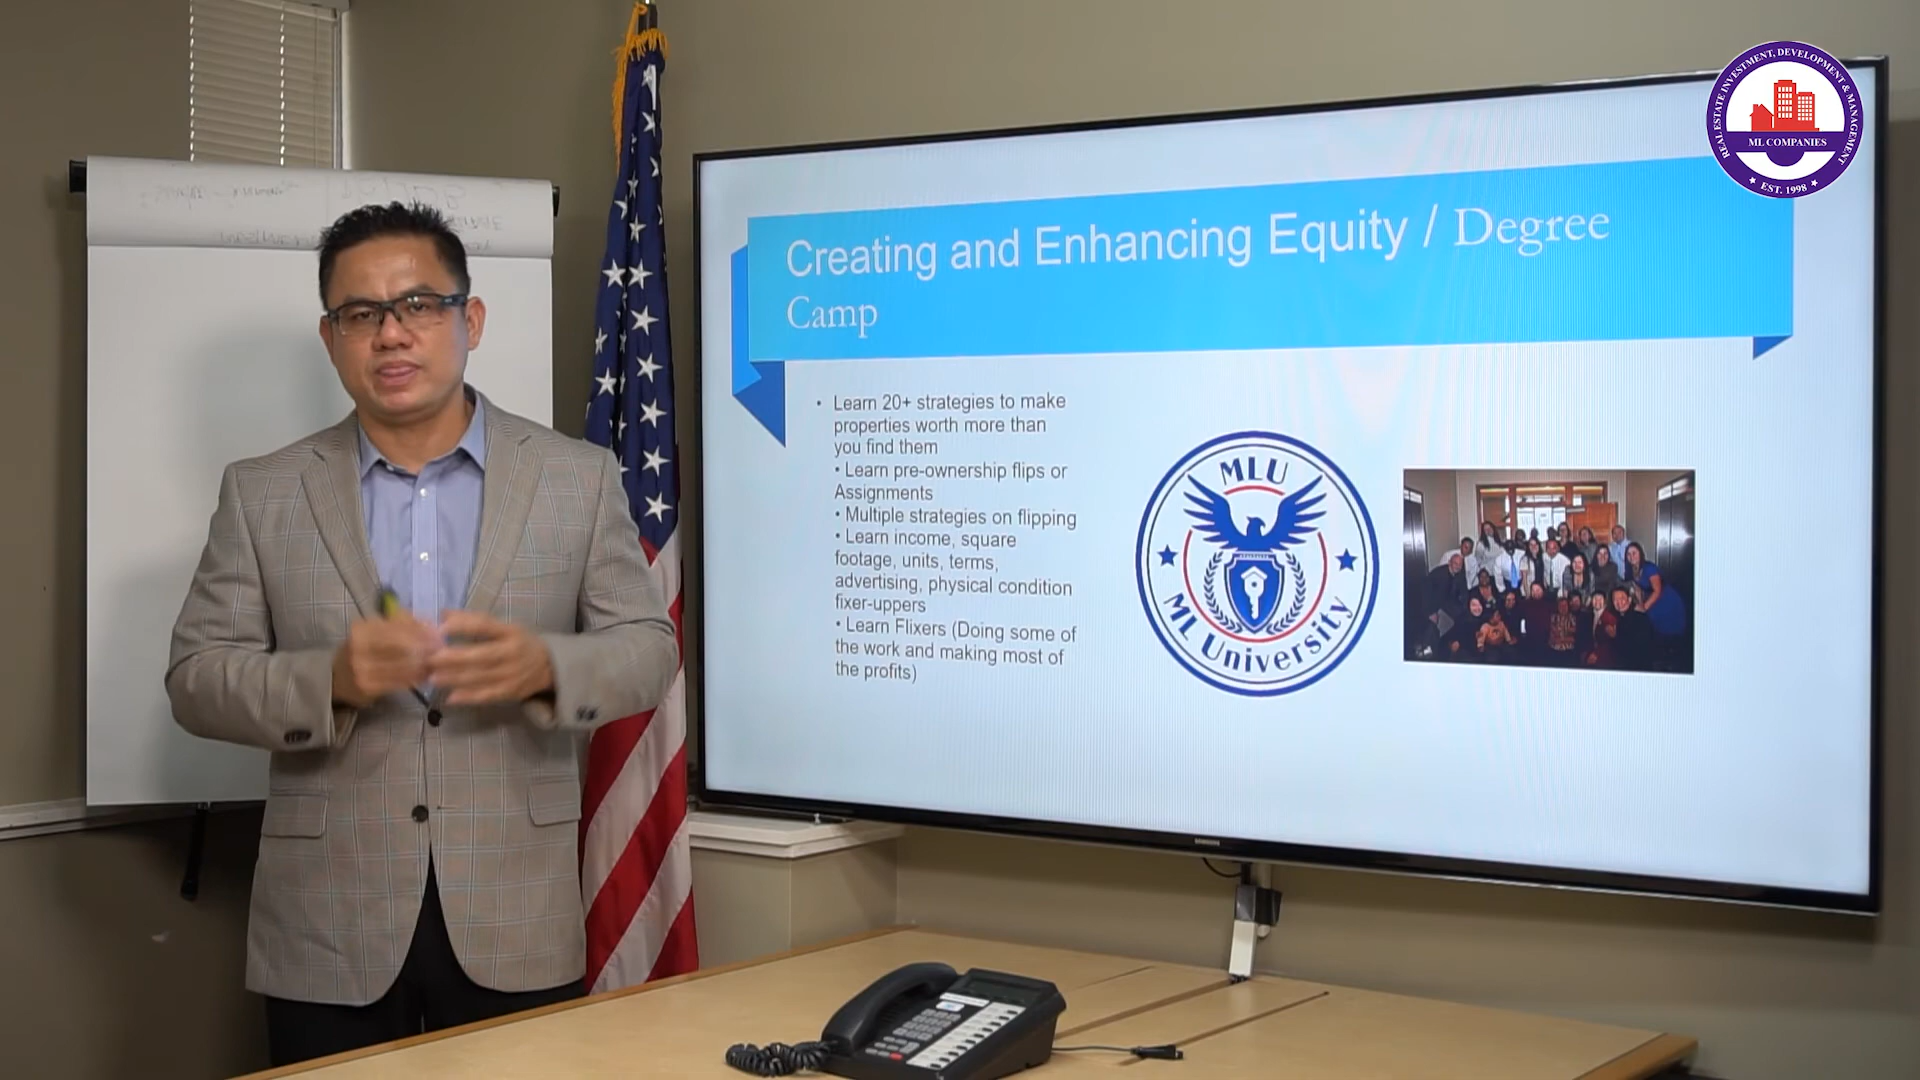 REAL ESTATE INVESTMENT, DEVELOPMENT & MANAGEMENT
ML COMPANIES
★ EST. 1998 ★
Creating and Enhancing Equity / Degree
Camp
• Learn 20+ strategies to make
properties worth more than
you find them
• Learn pre-ownership flips or
Assignments
• Multiple strategies on flipping
• Learn income, square
footage, units, terms,
advertising, physical condition
fixer-uppers
• Learn Flixers (Doing some of
the work and making most of
the profits)
MLU
ML University
SAMSUNG